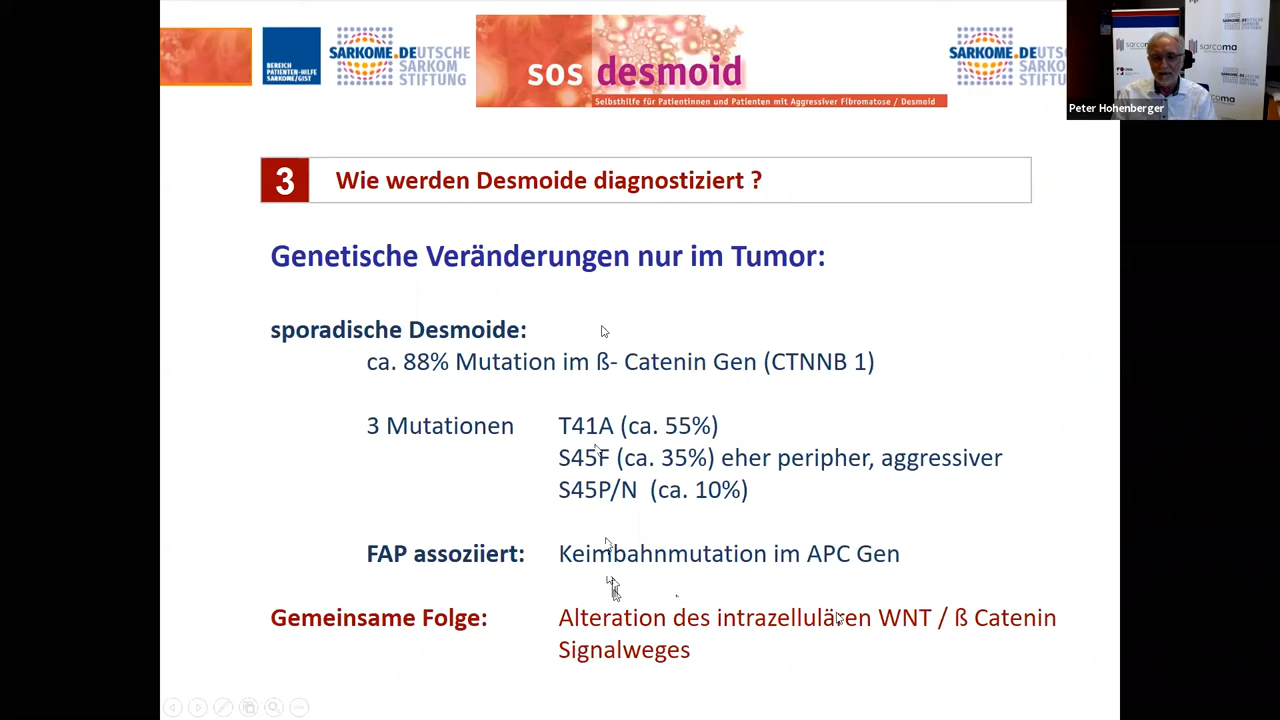 BEREICH
PATIENTEN-HILFE
SARKOME/GIST
SARKOME.DEUTSCHE
SARKOM
STIFTUNG
sos desmoid
Selbsthilfe für Patientinnen und Patienten mit Aggressiver Fibromatose / Desmoid
SARKOME.DEUTSCHE
SARKOM
STIFTUNG
Peter Hohenberger
3 Wie werden Desmoide diagnostiziert ?
Genetische Veränderungen nur im Tumor:
sporadische Desmoide:
ca. 88% Mutation im ß- Catenin Gen (CTNNB 1)
3 Mutationen T41A (ca. 55%)
S45F (ca. 35%) eher peripher, aggressiver
S45P/N (ca. 10%)
FAP assoziiert: Keimbahnmutation im APC Gen
Gemeinsame Folge: Alteration des intrazellulären WNT / ß Catenin
Signalweges